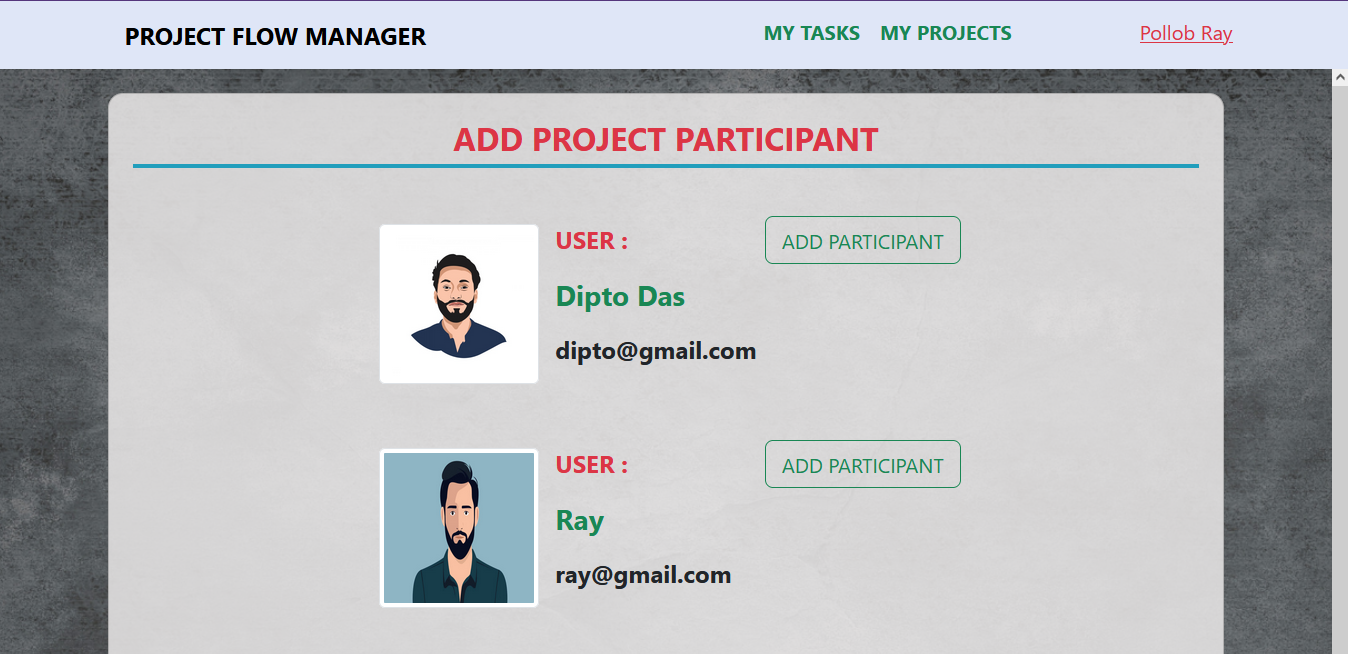 PROJECT FLOW MANAGER
MY TASKS
MY PROJECTS
Pollob Ray
ADD PROJECT PARTICIPANT
USER :
ADD PARTICIPANT
Dipto Das
dipto@gmail.com
USER :
ADD PARTICIPANT
Ray
ray@gmail.com